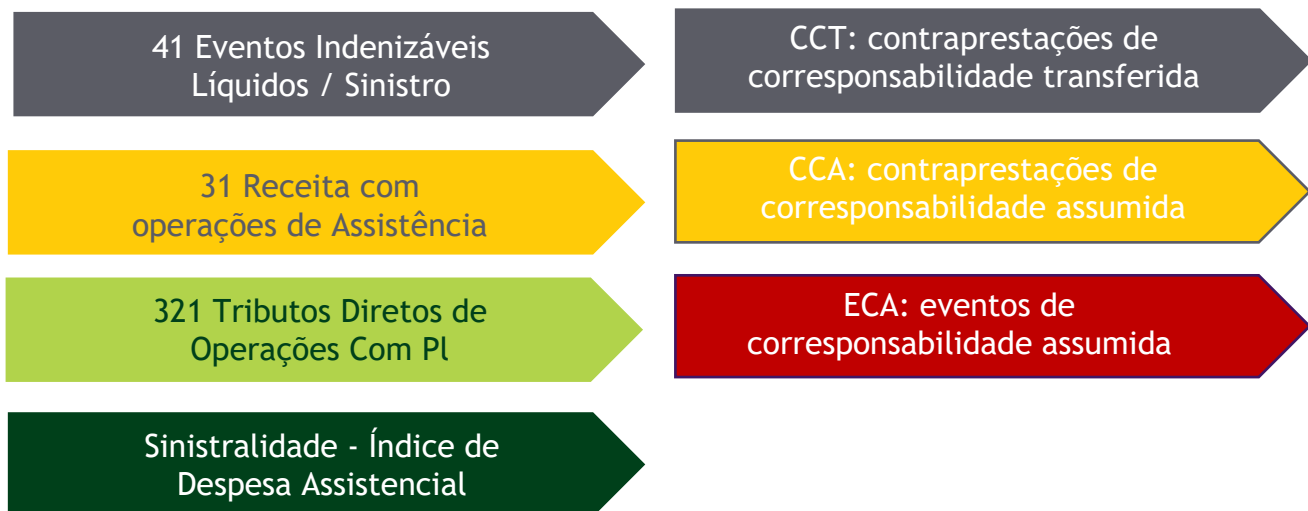 41 Eventos Indenizáveis
Líquidos / Sinistro
31 Receita com
operações de Assistência
321 Tributos Diretos de
Operações Com Pl
Sinistralidade - Índice de
Despesa Assistencial
CCT: contraprestações de
corresponsabilidade transferida
CCA: contraprestações de
corresponsabilidade assumida
ECA: eventos de
corresponsabilidade assumida